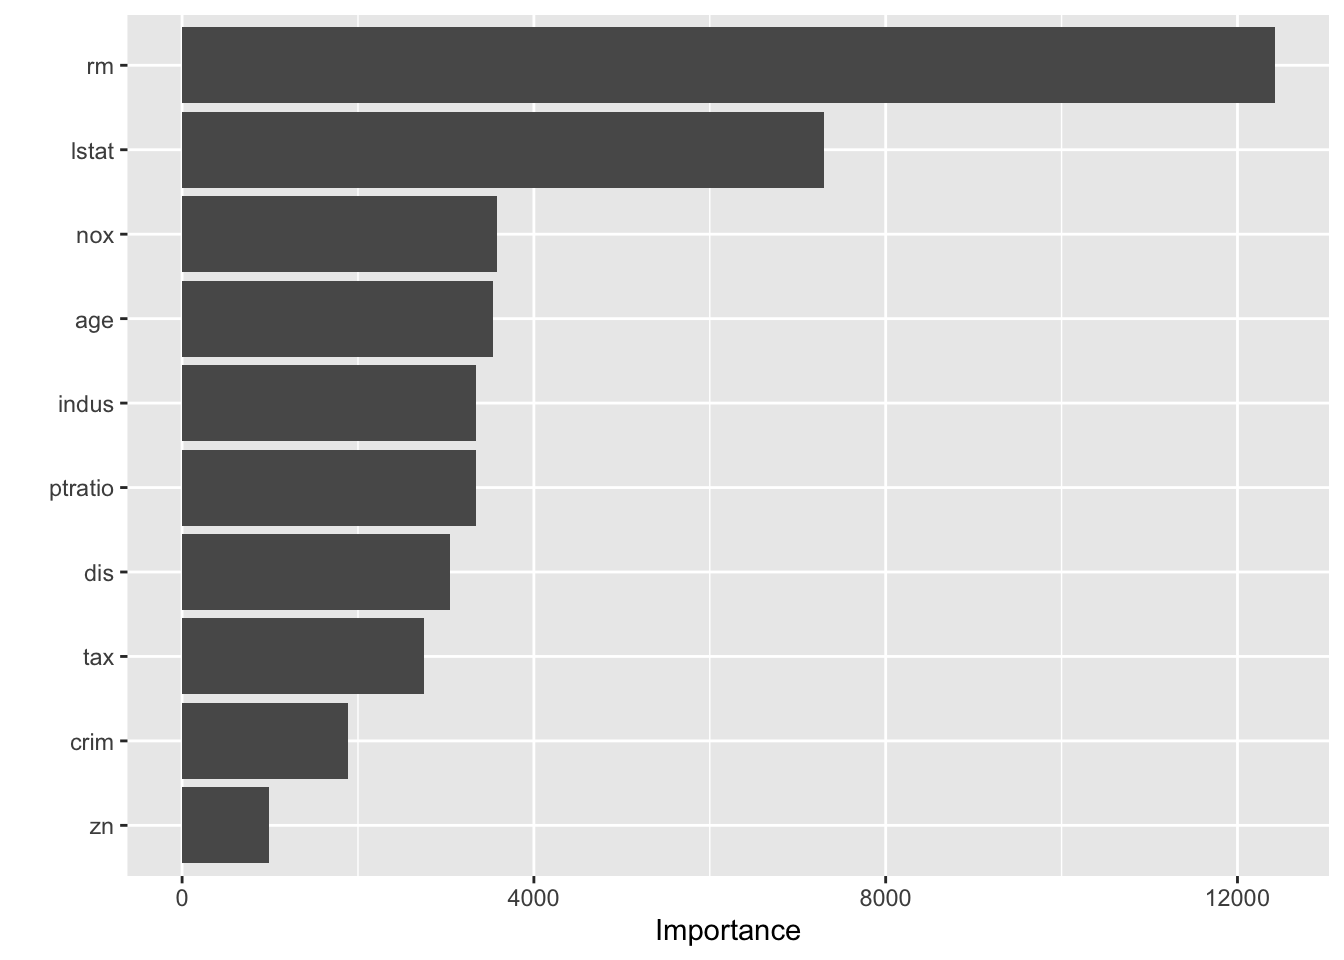 rm
lstat
nox
age
indus
ptratio
dis
tax
crim
zn
0 4000 8000 12000
Importance